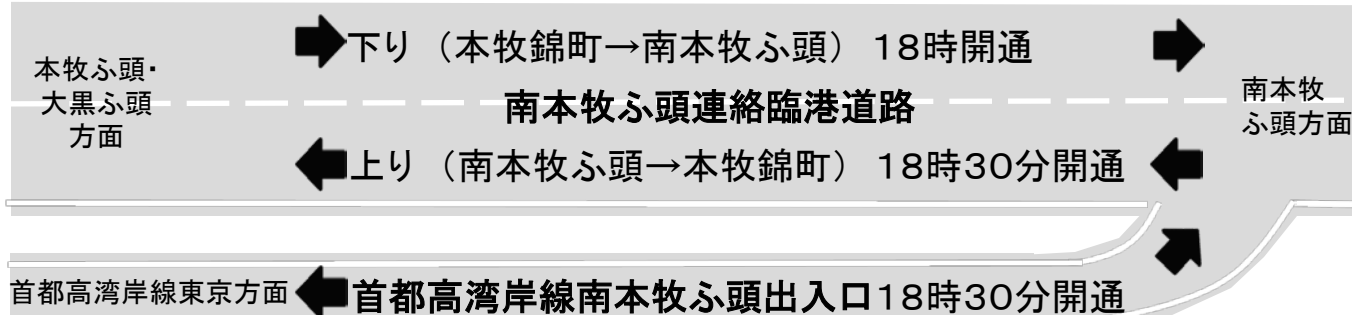 下り （本牧錦町→南本牧ふ頭） 18時開通
本牧ふ頭・
大黒ふ頭
方面
南本牧ふ頭連絡臨港道路
南本牧
ふ頭方面
上り （南本牧ふ頭→本牧錦町） 18時30分開通
首都高湾岸線東京方面
首都高湾岸線南本牧ふ頭出入口18時30分開通